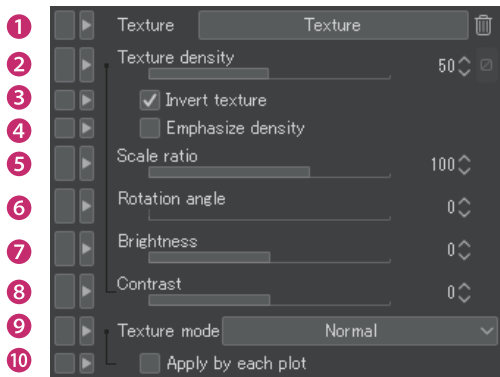 1 Texture Texture
2 Texture density 50
3 Invert texture
4 Emphasize density
5 Scale ratio 100
6 Rotation angle 0
7 Brightness 0
8 Contrast 0
9 Texture mode Normal
10 Apply by each plot